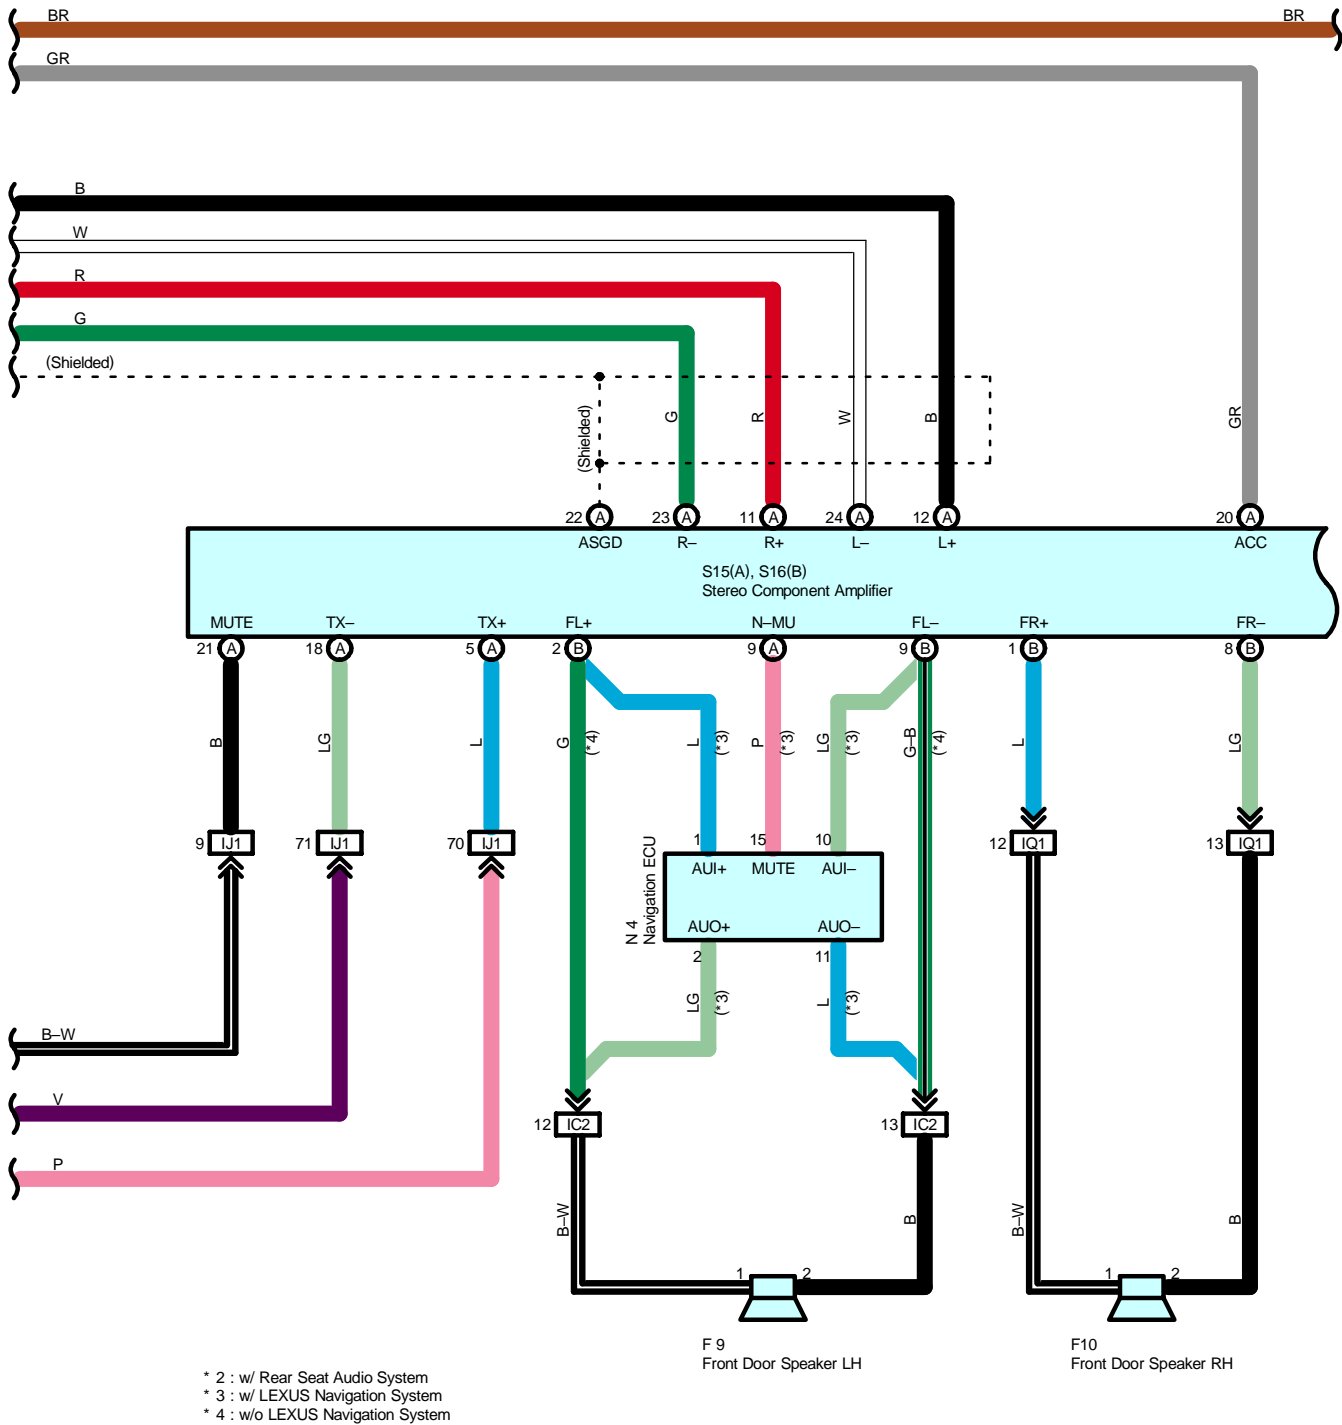 BR
BR
GR
B
W
R
G
(Shielded)
(Shielded)
G
R
W
B
GR
22 A
23 A
11 A
24 A
12 A
20 A
ASGD
R–
R+
L–
L+
ACC
S15(A), S16(B)
Stereo Component Amplifier
MUTE
TX–
TX+
FL+
N–MU
FL–
FR+
FR–
21 A
18 A
5 A
2 B
9 A
9 B
1 B
8 B
B
LG
L
G
(*4)
L
(*3)
P
(*3)
LG
(*3)
G–B
(*4)
L
LG
9 IJ1
71 IJ1
70 IJ1
1
15
10
12 IQ1
13 IQ1
N 4
Navigation ECU
AUI+
MUTE
AUI–
AUO+
AUO–
2
11
LG
(*3)
L
(*3)
B–W
V
P
12 IC2
13 IC2
B–W
B
B–W
B
1
2
1
2
F 9
Front Door Speaker LH
F10
Front Door Speaker RH
* 2 : w/ Rear Seat Audio System
* 3 : w/ LEXUS Navigation System
* 4 : w/o LEXUS Navigation System